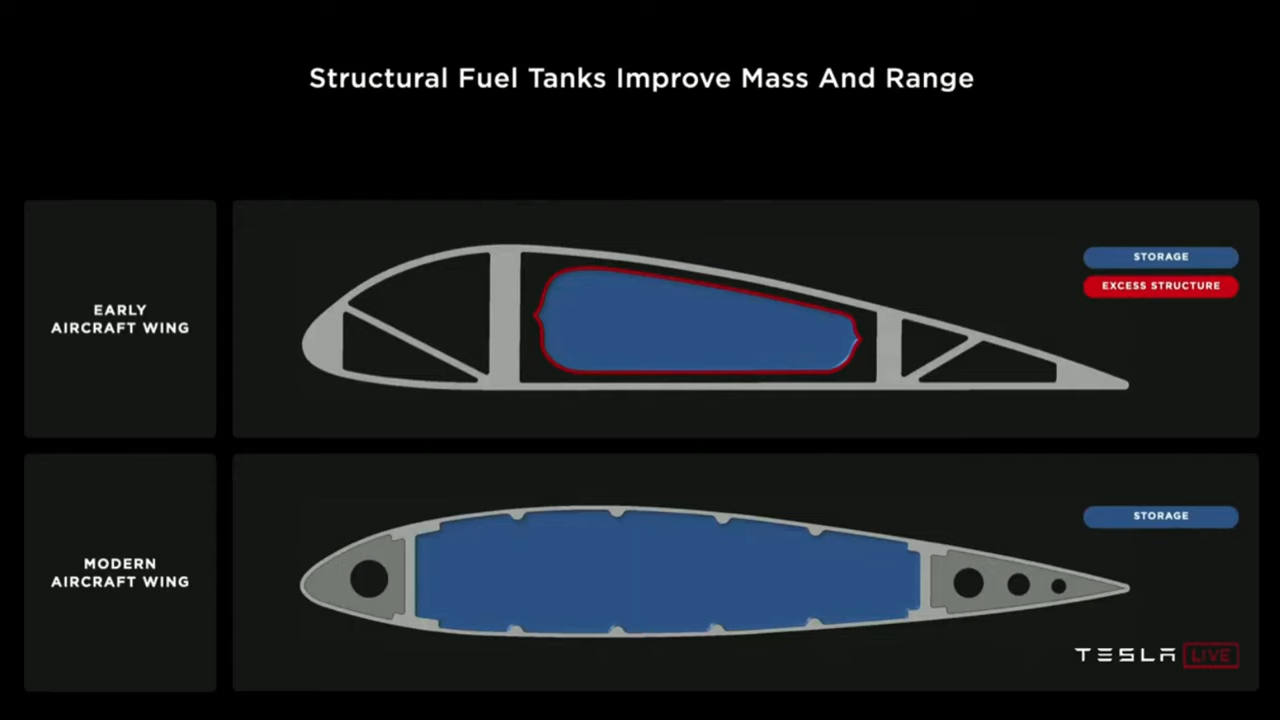 Structural Fuel Tanks Improve Mass And Range
EARLY
AIRCRAFT WING
STORAGE
EXCESS STRUCTURE
MODERN
AIRCRAFT WING
STORAGE
TESLA LIVE